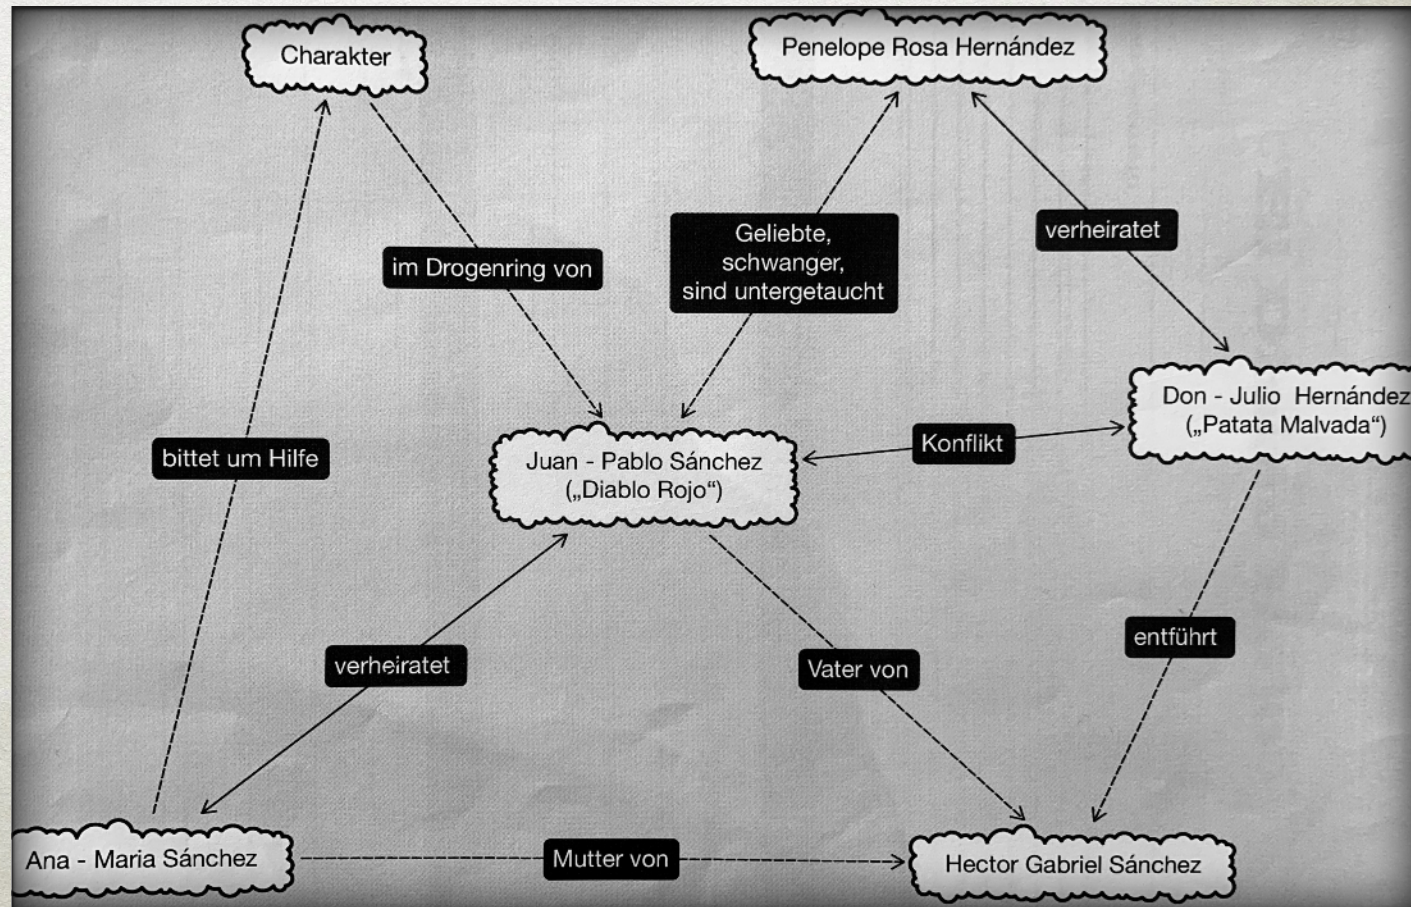 Charakter
Penelope Rosa Hernández
im Drogenring von
Geliebte,
schwanger,
sind untergetaucht
verheiratet
Don - Julio Hernández
(„Patata Malvada“)
bittet um Hilfe
Juan - Pablo Sánchez
(„Diablo Rojo“)
Konflikt
verheiratet
Vater von
entführt
Ana - Maria Sánchez
Mutter von
Hector Gabriel Sánchez